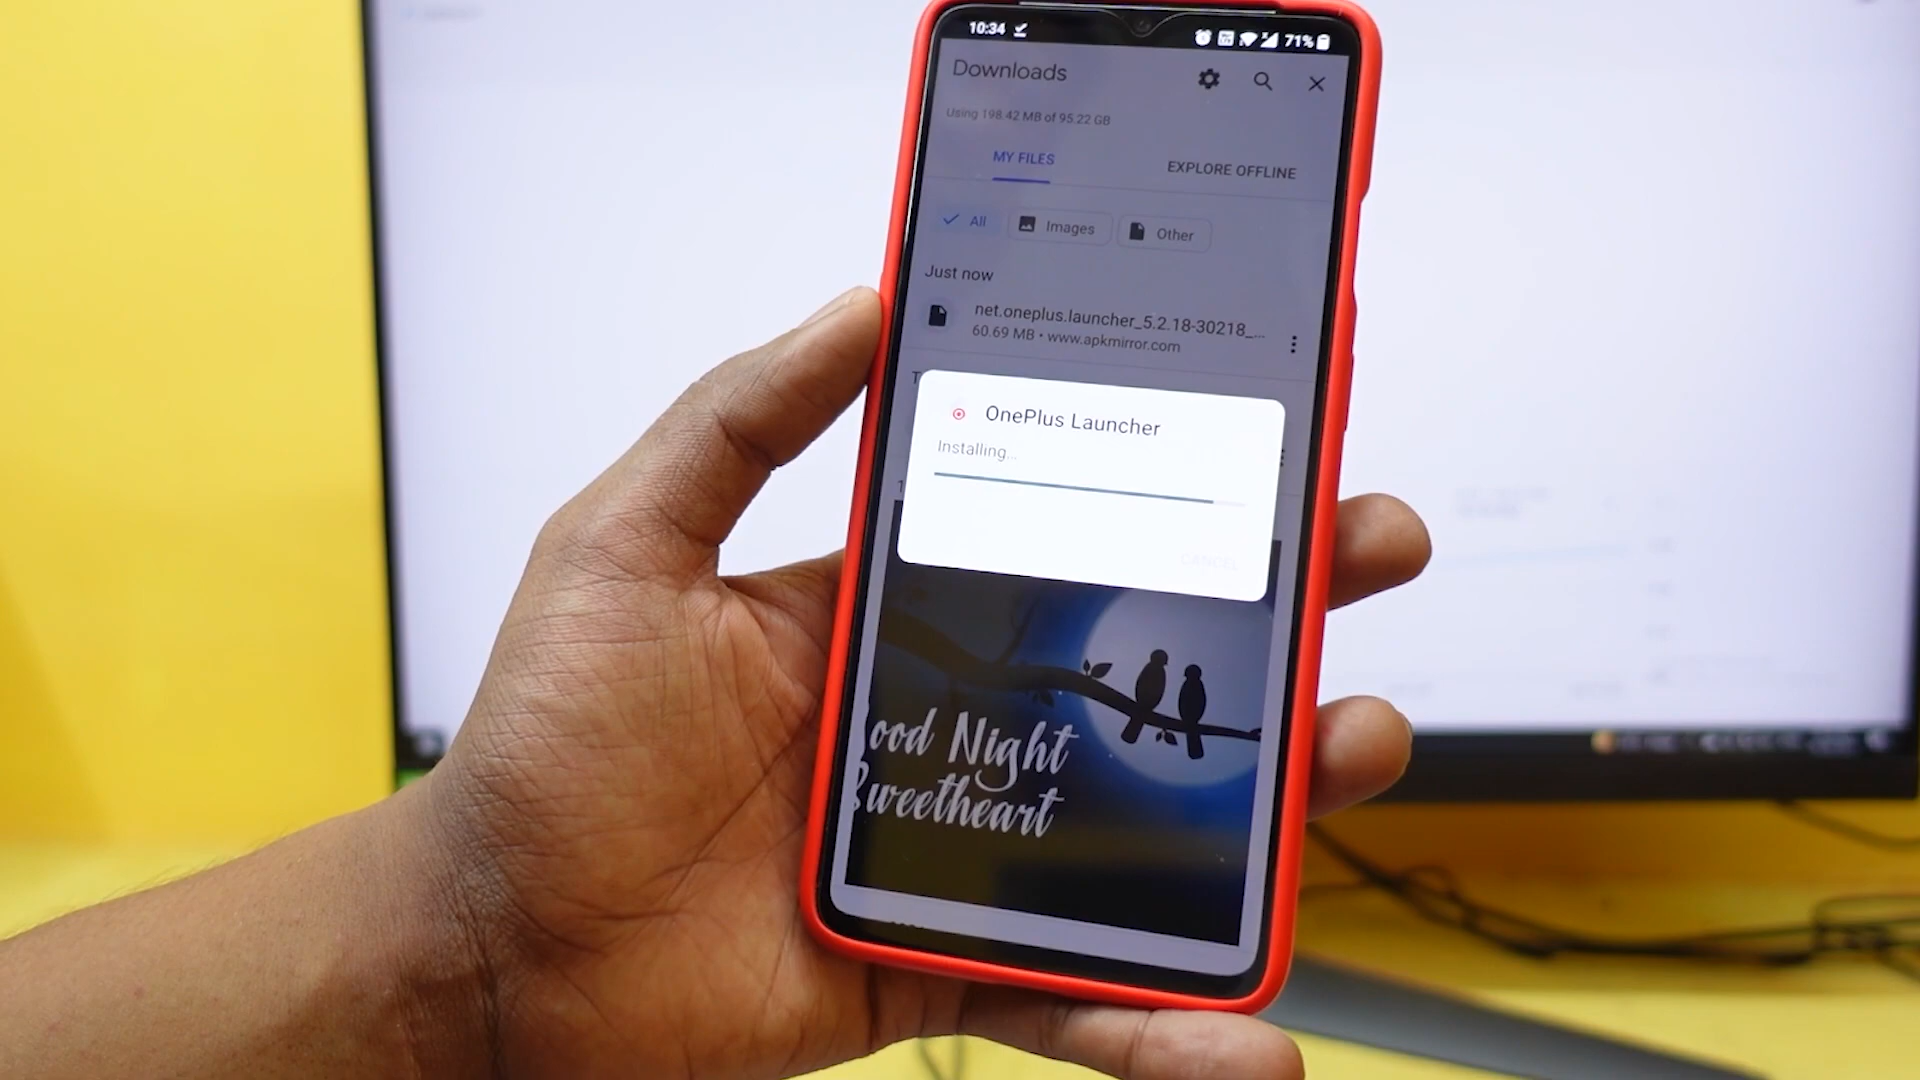 10:34
71%
Downloads
Using 198.42 MB of 95.22 GB
MY FILES
EXPLORE OFFLINE
All
Images
Other
Just now
net.oneplus.launcher_5.2.18-30218_...
60.69 MB • www.apkmirror.com
OnePlus Launcher
Installing...
CANCEL
ood Night
Sweetheart